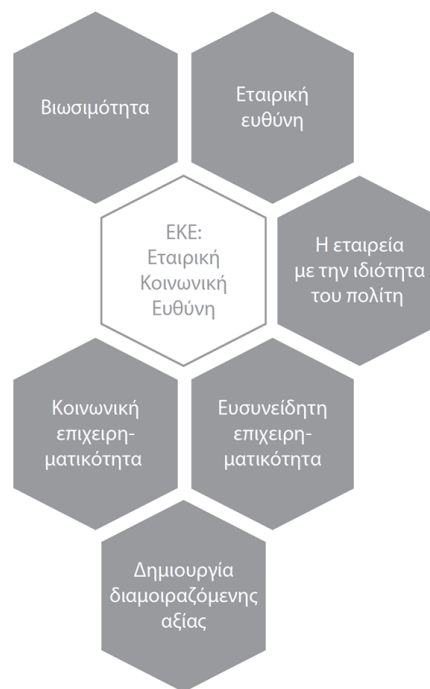 Βιωσιμότητα
Εταιρική
ευθύνη
ΕΚΕ:
Εταιρική
Κοινωνική
Ευθύνη
Η εταιρεία
με την ιδιότητα
του πολίτη
Κοινωνική
επιχειρη-
ματικότητα
Ευσυνείδητη
επιχειρη-
ματικότητα
Δημιουργία
διαμοιραζόμενης
αξίας